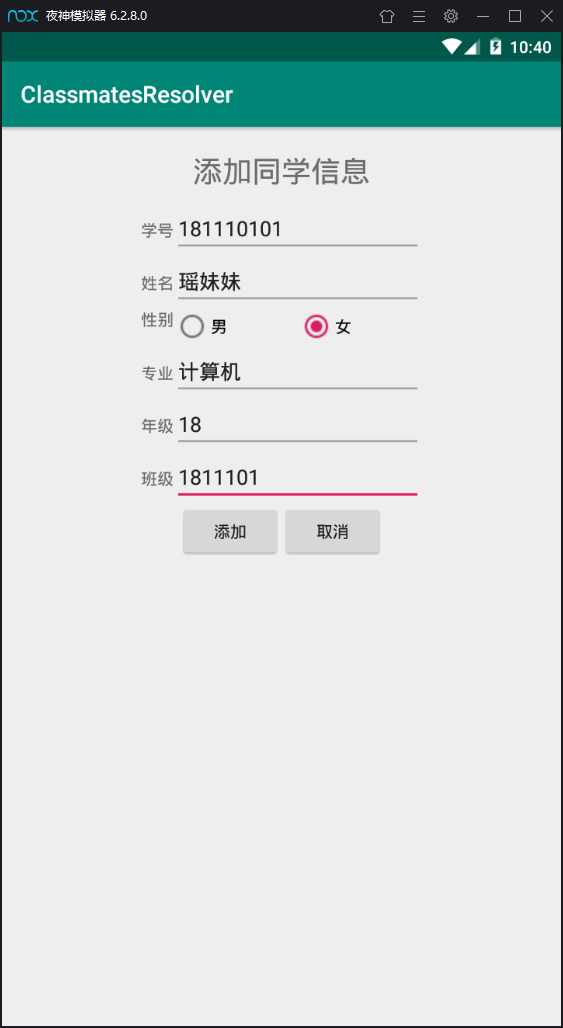 nox 夜神模拟器 6.2.8.0
10:40
ClassmatesResolver
添加同学信息
学号 181110101
姓名 瑶妹妹
性别 男 女
专业 计算机
年级 18
班级 1811101
添加 取消